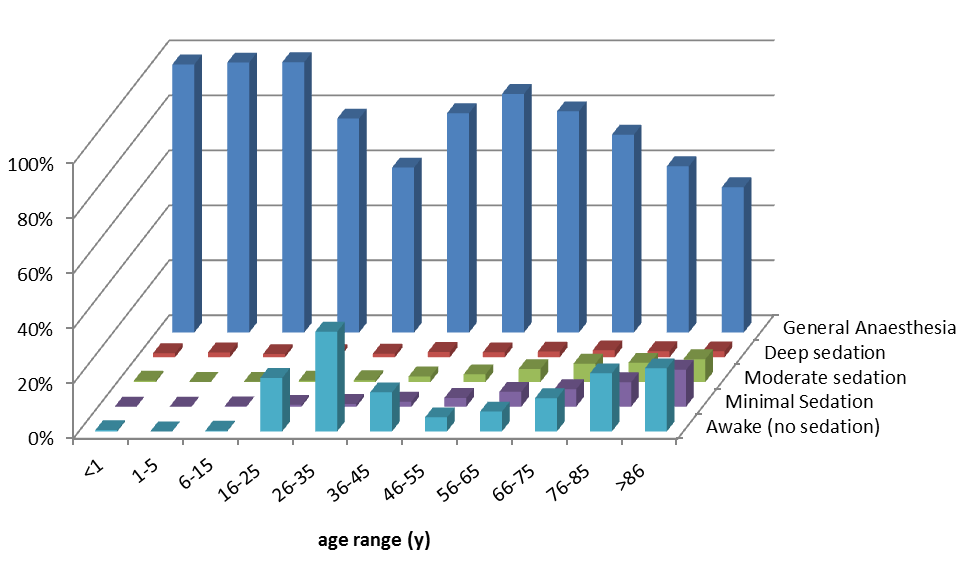 100%
80%
60%
40%
20%
0%
General Anaesthesia
Deep sedation
Moderate sedation
Minimal Sedation
Awake (no sedation)
<1
1-5
6-15
16-25
26-35
36-45
46-55
56-65
66-75
76-85
>86
age range (y)